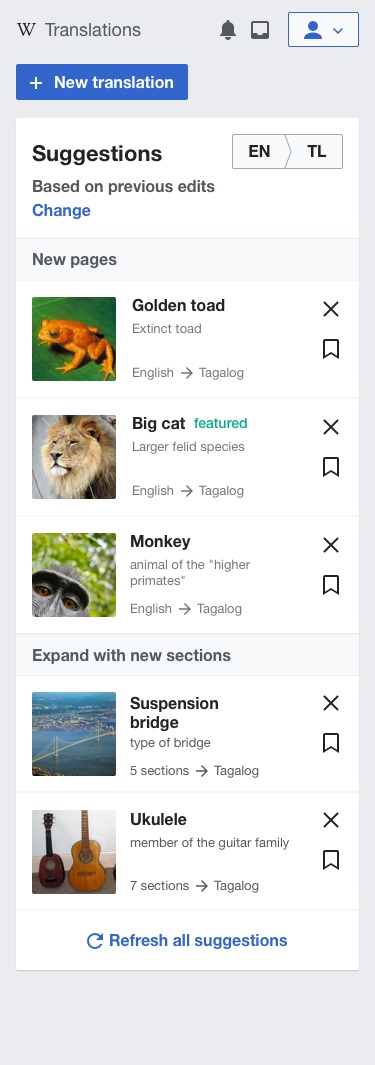 W Translations
+ New translation
Suggestions
EN TL
Based on previous edits
Change
New pages
Golden toad
Extinct toad
English → Tagalog
Big cat featured
Larger felid species
English → Tagalog
Monkey
animal of the "higher
primates"
English → Tagalog
Expand with new sections
Suspension
bridge
type of bridge
5 sections → Tagalog
Ukulele
member of the guitar family
7 sections → Tagalog
Refresh all suggestions